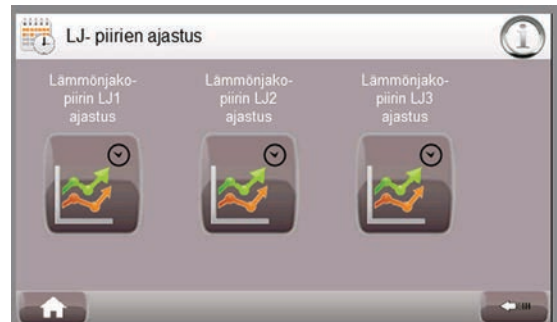 LJ- piirien ajastus
Lämmönjako-
piirin LJ1
ajastus
Lämmönjako-
piirin LJ2
ajastus
Lämmönjako-
piirin LJ3
ajastus